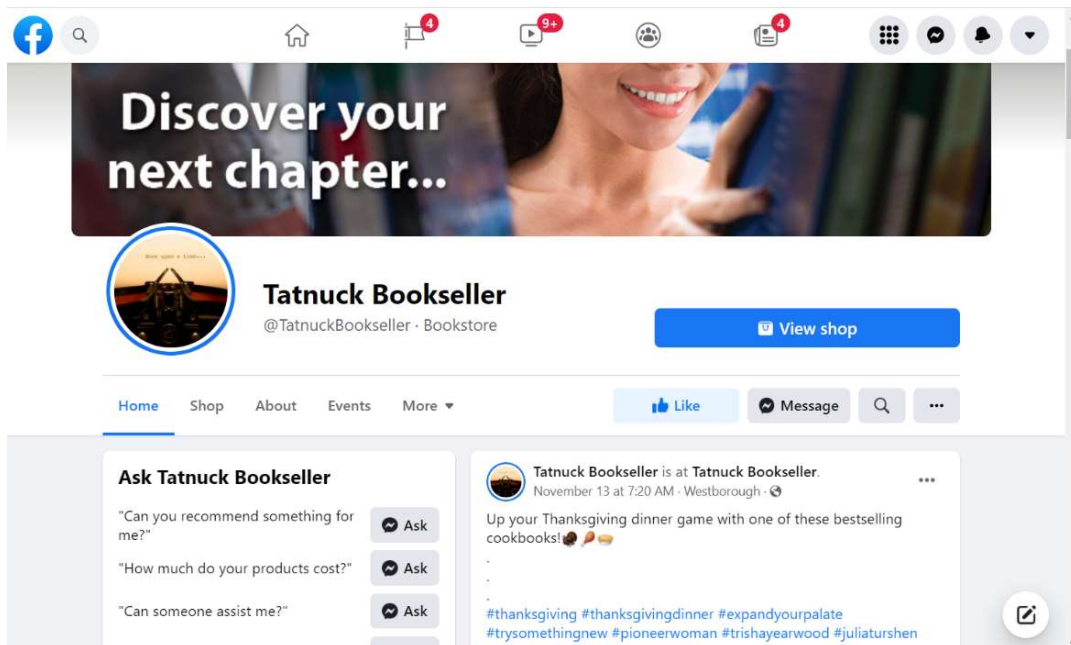 4
9+
4
Discover your
next chapter...
Tatnuck Bookseller
@TatnuckBookseller · Bookstore
View shop
Home Shop About Events More
Like Message
Ask Tatnuck Bookseller
"Can you recommend something for
me?"
Ask
"How much do your products cost?"
Ask
"Can someone assist me?"
Ask
Tatnuck Bookseller is at Tatnuck Bookseller.
November 13 at 7:20 AM · Westborough ·
Up your Thanksgiving dinner game with one of these bestselling
cookbooks!
.
.
.
#thanksgiving #thanksgivingdinner #expandyourpalate
#trysomethingnew #pioneerwoman #trishayearwood #juliaturshen